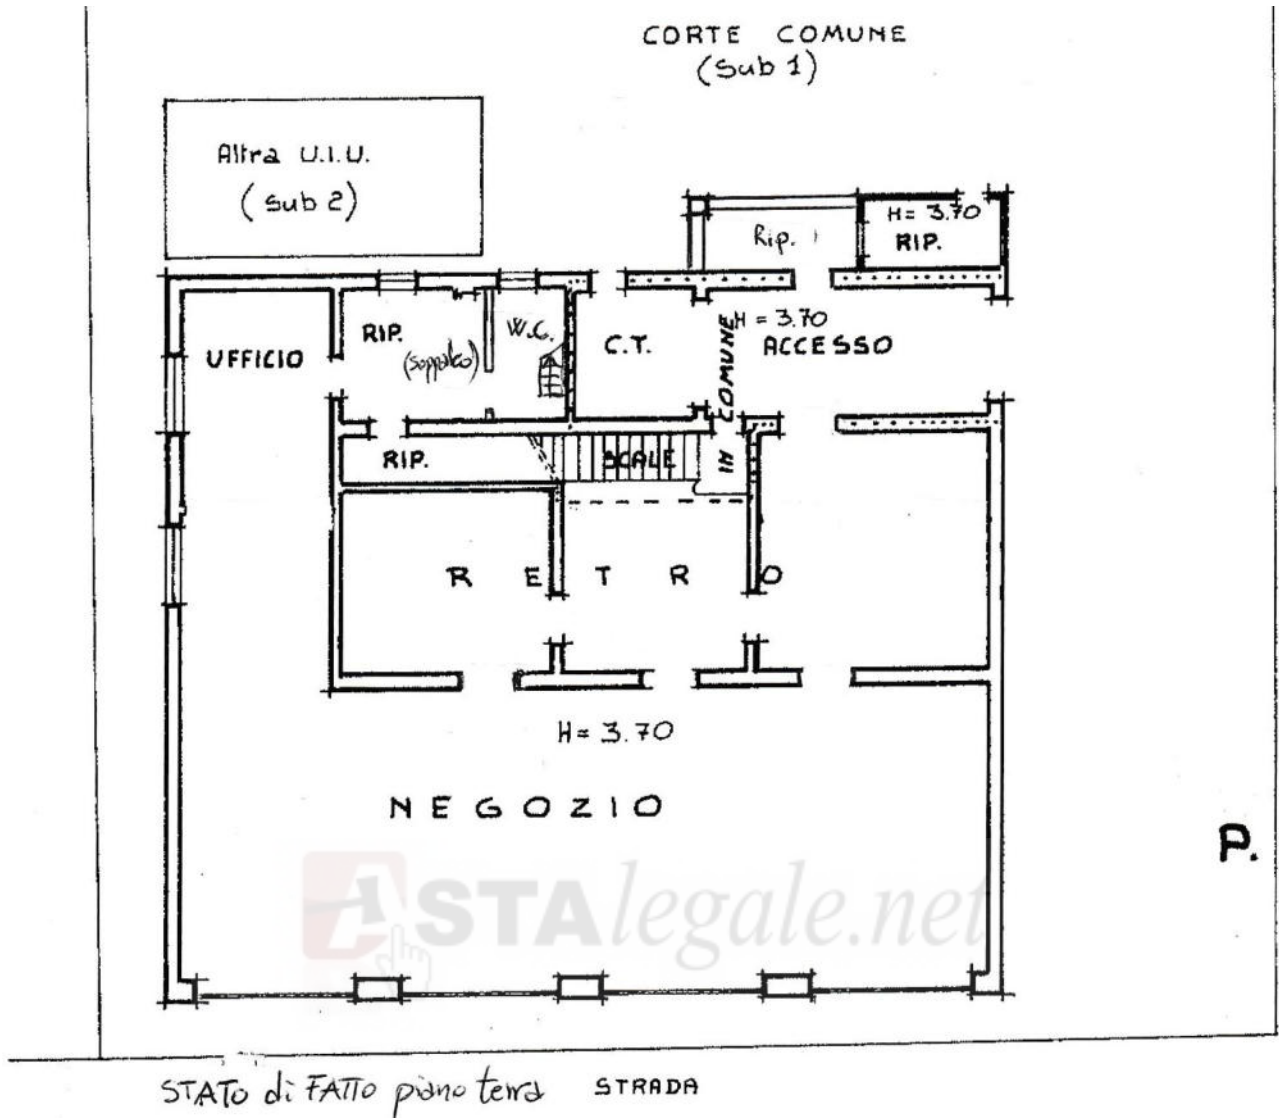 CORTE COMUNE
(Sub 1)
Altra U.I.U.
(Sub 2)
H= 3.70
Rip.
RIP.
RIP.
(soppalco)
W.C.
C.T.
H = 3.70
ACCESSO
UFFICIO
IN COMUNE
RIP.
SCALE
RETRO
H= 3.70
NEGOZIO
P.
ASTAlegale.net
STATO di FATTO piano terra
STRADA